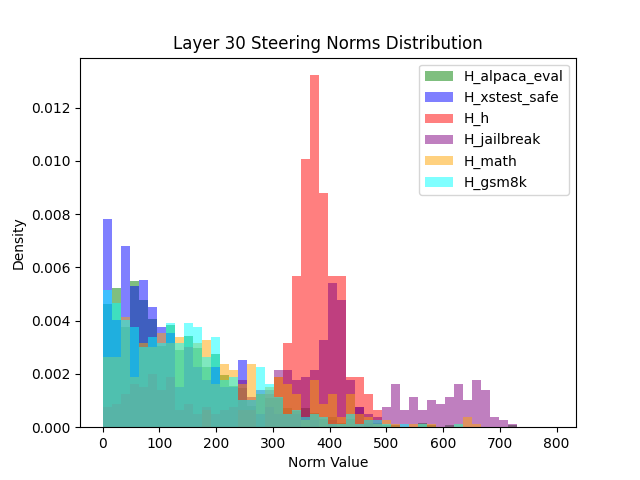 Layer 30 Steering Norms Distribution
H_alpaca_eval
H_xstest_safe
H_h
H_jailbreak
H_math
H_gsm8k
Density
0.012
0.010
0.008
0.006
0.004
0.002
0.000
0 100 200 300 400 500 600 700 800
Norm Value